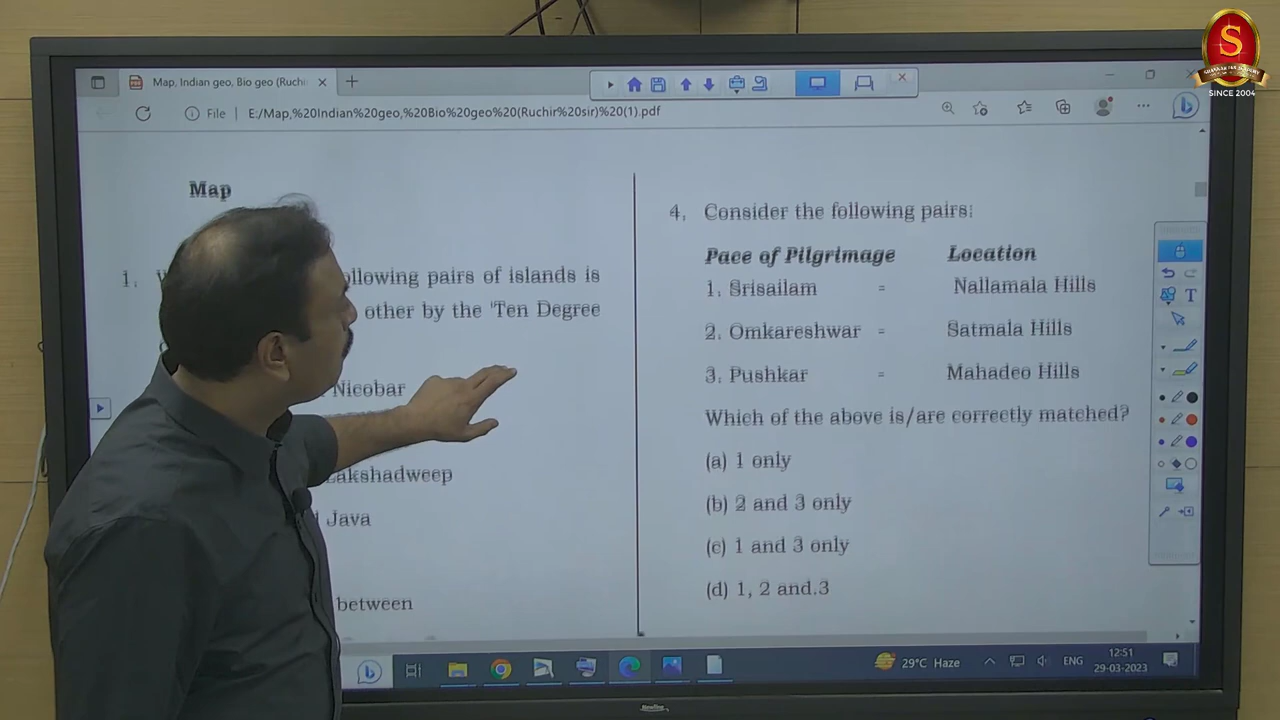 Map, Indian geo, Bio geo (Ruchi
File
E:/Map,%20Indian%20geo,%20Bio%20geo%20(Ruchir%20sir)%20(1).pdf
S
SINCE 2004
Map
1.
ollowing pairs of islands is
other by the 'Ten Degree
Nicobar
akshadweep
Java
between
4. Consider the following pairs:
Pace of Pilgrimage Location
1. Srisailam = Nallamala Hills
2. Omkareshwar = Satmala Hills
3. Pushkar = Mahadeo Hills
Which of the above is/are correctly matched?
(a) 1 only
(b) 2 and 3 only
(c) 1 and 3 only
(d) 1, 2 and.3
T
29°C Haze
ENG
12:51
29-03-2023